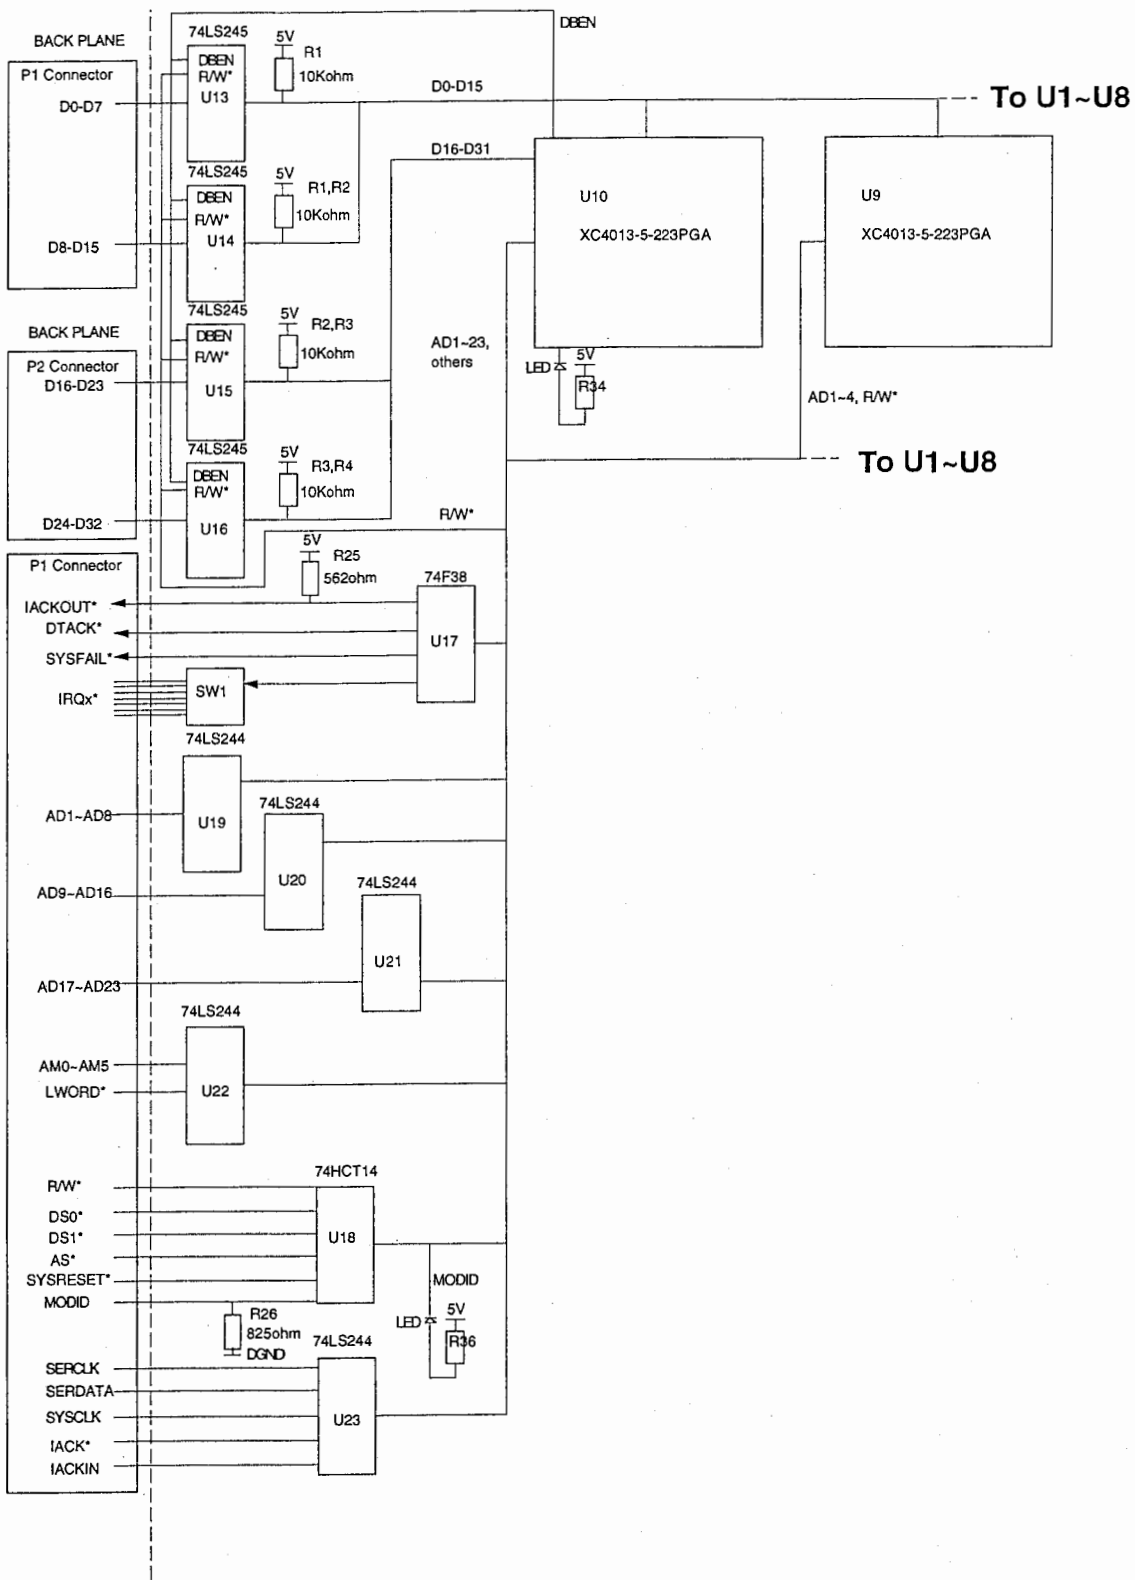 DBEN
74LS245
BACK PLANE
5V
R1
10Kohm
P1 Connector
DBEN
R/W*
U13
D0-D7
D0-D15
To U1~U8
D16-D31
74LS245
5V
R1,R2
10Kohm
DBEN
R/W*
U14
D8-D15
U10
XC4013-5-223PGA
U9
XC4013-5-223PGA
74LS245
5V
R2,R3
10Kohm
BACK PLANE
DBEN
R/W*
U15
P2 Connector
D16-D23
AD1~23,
others
LED
5V
R34
AD1~4, R/W*
To U1~U8
74LS245
5V
R3,R4
10Kohm
DBEN
R/W*
U16
D24-D32
R/W*
P1 Connector
5V
R25
562ohm
74F38
U17
IACKOUT*
DTACK*
SYSFAIL*
IRQx*
SW1
74LS244
AD1~AD8
U19
74LS244
U20
AD9~AD16
74LS244
U21
AD17~AD23
74LS244
AM0~AM5
LWORD*
U22
74HCT14
R/W*
DS0*
DS1*
U18
AS*
SYSRESET*
MODID
MODID
R26
825ohm
DGND
LED
5V
R36
74LS244
SERCLK
SERDATA
SYSCLK
U23
IACK*
IACKIN